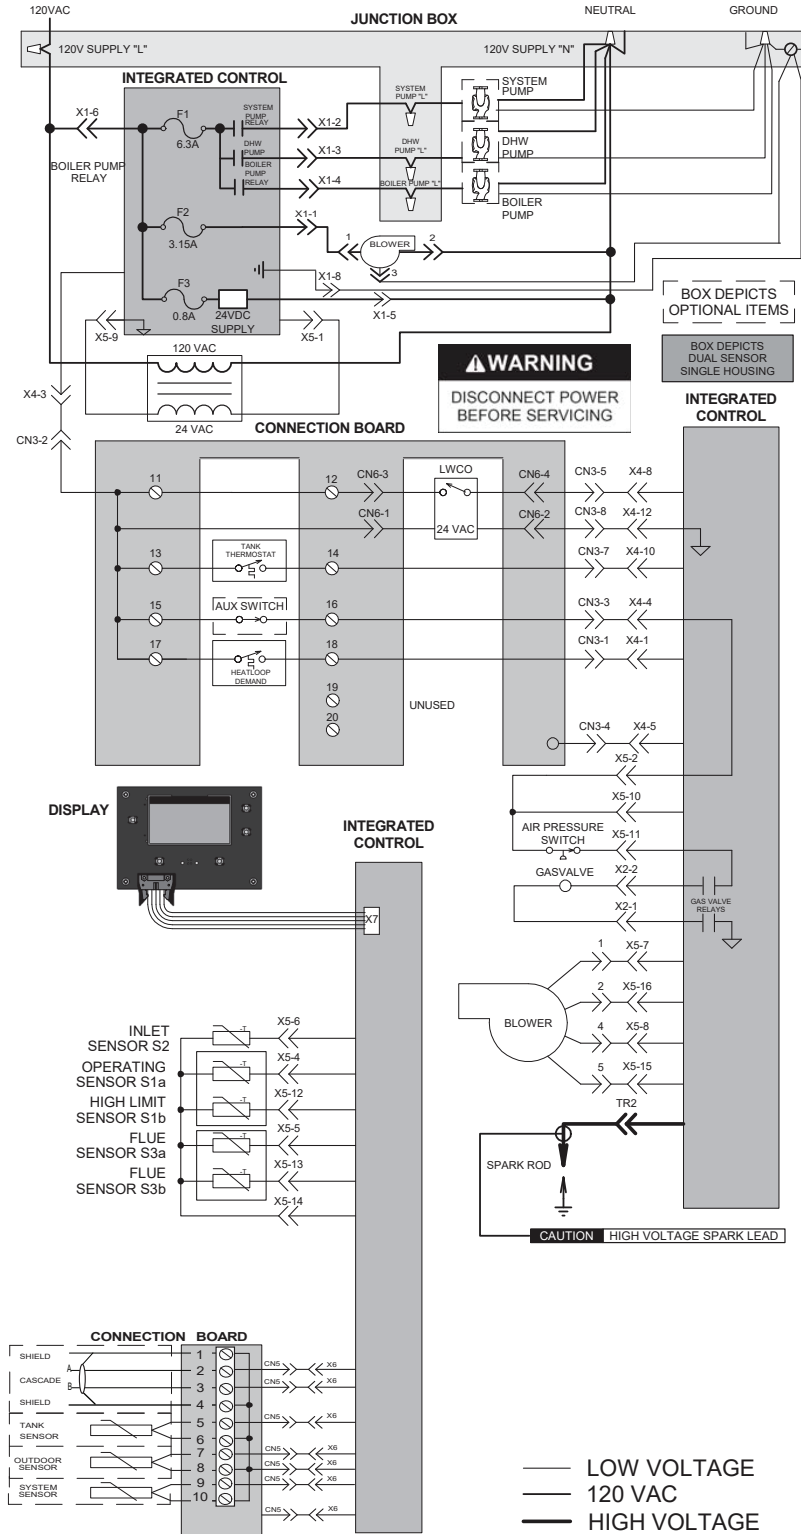 120VAC
JUNCTION BOX
NEUTRAL
GROUND
120V SUPPLY "L"
120V SUPPLY "N"
INTEGRATED CONTROL
X1-6
BOILER PUMP
RELAY
F1
6.3A
SYSTEM
PUMP
RELAY
DHW
PUMP
BOILER
PUMP
RELAY
X1-2
X1-3
X1-4
SYSTEM
PUMP "L"
DHW
PUMP "L"
BOILER PUMP "L"
SYSTEM
PUMP
DHW
PUMP
BOILER
PUMP
F2
3.15A
X1-1
1
BLOWER
2
3
X1-8
F3
0.8A
24VDC
SUPPLY
X1-5
X5-9
X5-1
120 VAC
24 VAC
BOX DEPICTS
OPTIONAL ITEMS
BOX DEPICTS
DUAL SENSOR
SINGLE HOUSING
WARNING
DISCONNECT POWER
BEFORE SERVICING
X4-3
CN3-2
CONNECTION BOARD
INTEGRATED
CONTROL
11
12
CN6-3
LWCO
CN6-4
CN3-5
X4-8
CN6-1
24 VAC
CN6-2
CN3-8
X4-12
13
TANK
THERMOSTAT
14
CN3-7
X4-10
15
AUX SWITCH
16
CN3-3
X4-4
17
HEATLOOP
DEMAND
18
CN3-1
X4-1
19
20
UNUSED
CN3-4
X4-5
X5-2
X5-10
AIR PRESSURE
SWITCH
X5-11
GASVALVE
X2-2
X2-1
GAS VALVE
RELAYS
DISPLAY
INTEGRATED
CONTROL
X7
BLOWER
1
X5-7
2
X5-16
4
X5-8
5
X5-15
TR2
SPARK ROD
CAUTION HIGH VOLTAGE SPARK LEAD
INLET
SENSOR S2
-T
X5-6
OPERATING
SENSOR S1a
-T
X5-4
HIGH LIMIT
SENSOR S1b
-T
X5-12
FLUE
SENSOR S3a
-T
X5-5
FLUE
SENSOR S3b
-T
X5-13
X5-14
CONNECTION BOARD
SHIELD
1
A
2
CN5
X6
CASCADE
B
3
CN5
X6
SHIELD
4
TANK
SENSOR
5
CN5
X6
6
OUTDOOR
SENSOR
7
CN5
X6
8
CN5
X6
SYSTEM
SENSOR
9
CN5
X6
10
CN5
X6
LOW VOLTAGE
120 VAC
HIGH VOLTAGE